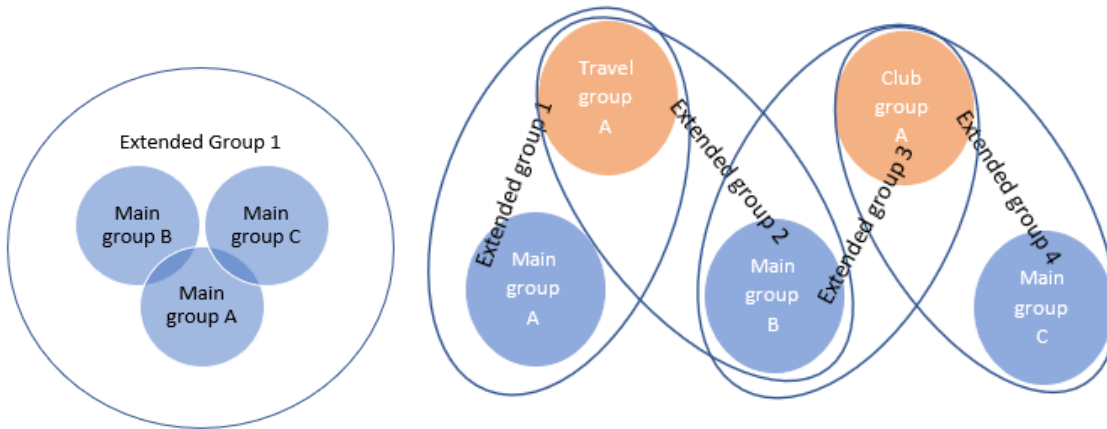 Extended Group 1
Main
group B
Main
group C
Main
group A
Travel
group
A
Club
group
A
Extended group 1
Extended group 2
Extended group 3
Extended group 4
Main
group
A
Main
group
B
Main
group
C